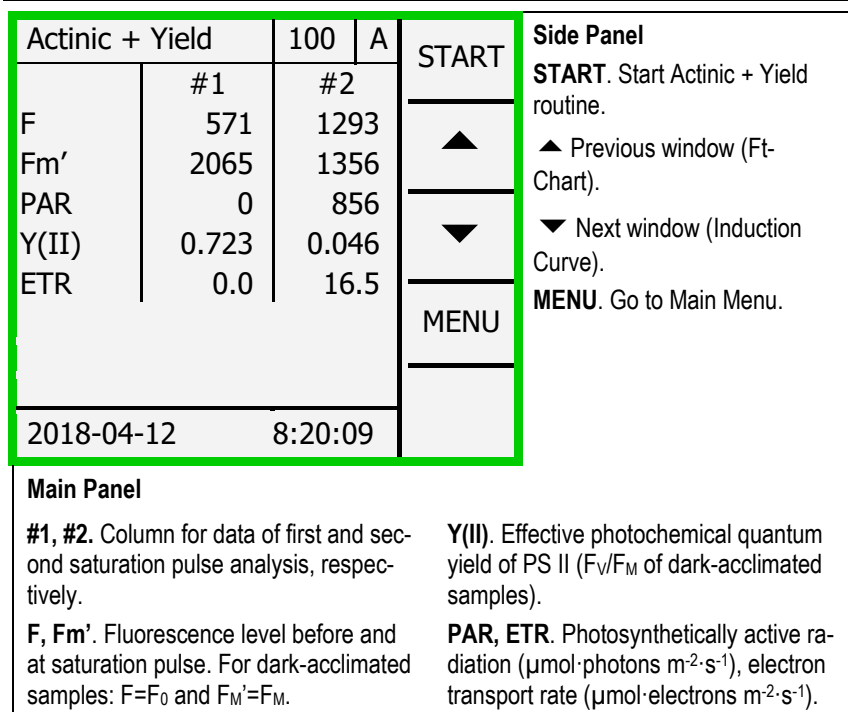 Actinic + Yield 100 A
#1 #2
F 571 1293
Fm′ 2065 1356
PAR 0 856
Y(II) 0.723 0.046
ETR 0.0 16.5
2018-04-12 8:20:09
START
▲
▼
MENU
Side Panel
START. Start Actinic + Yield
routine.
▲ Previous window (Ft-
Chart).
▼ Next window (Induction
Curve).
MENU. Go to Main Menu.
Main Panel
#1, #2. Column for data of first and sec-
ond saturation pulse analysis, respec-
tively.
F, Fm’. Fluorescence level before and
at saturation pulse. For dark-acclimated
samples: F=F₀ and Fᴍ’=Fᴍ.
Y(II). Effective photochemical quantum
yield of PS II (Fᴠ/Fᴍ of dark-acclimated
samples).
PAR, ETR. Photosynthetically active ra-
diation (µmol·photons m⁻²·s⁻¹), electron
transport rate (µmol·electrons m⁻²·s⁻¹).